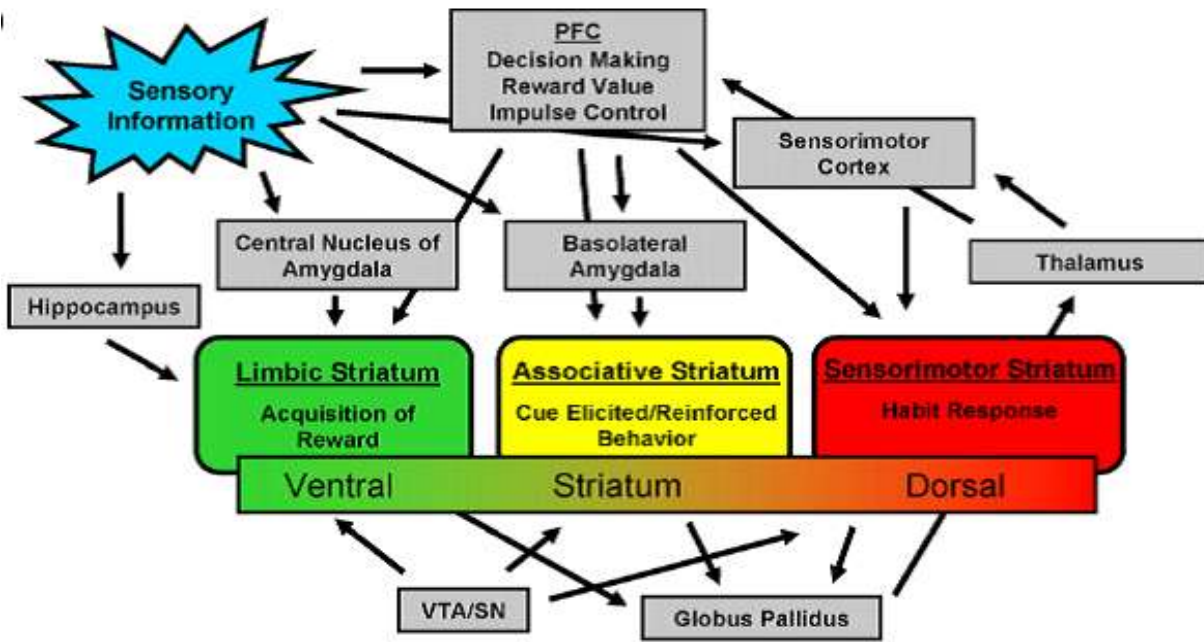 PFC
Decision Making
Reward Value
Impulse Control
Sensory
Information
Sensorimotor
Cortex
Central Nucleus of
Amygdala
Basolateral
Amygdala
Thalamus
Hippocampus
Limbic Striatum
Acquisition of
Reward
Associative Striatum
Cue Elicited/Reinforced
Behavior
Sensorimotor Striatum
Habit Response
Ventral
Striatum
Dorsal
VTA/SN
Globus Pallidus